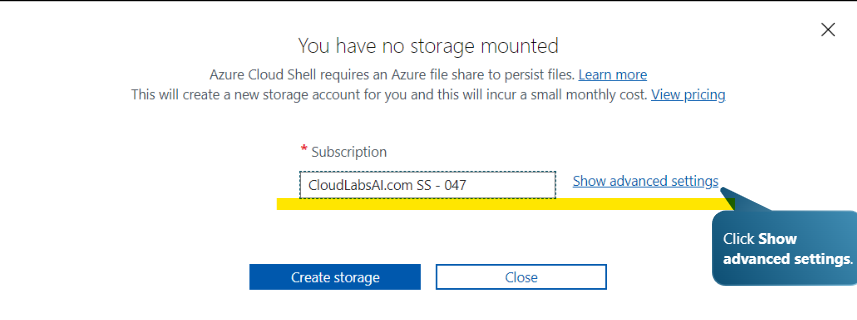 You have no storage mounted
Azure Cloud Shell requires an Azure file share to persist files. Learn more
This will create a new storage account for you and this will incur a small monthly cost. View pricing
* Subscription
CloudLabsAI.com SS - 047
Show advanced settings
Click Show
advanced settings.
Create storage
Close